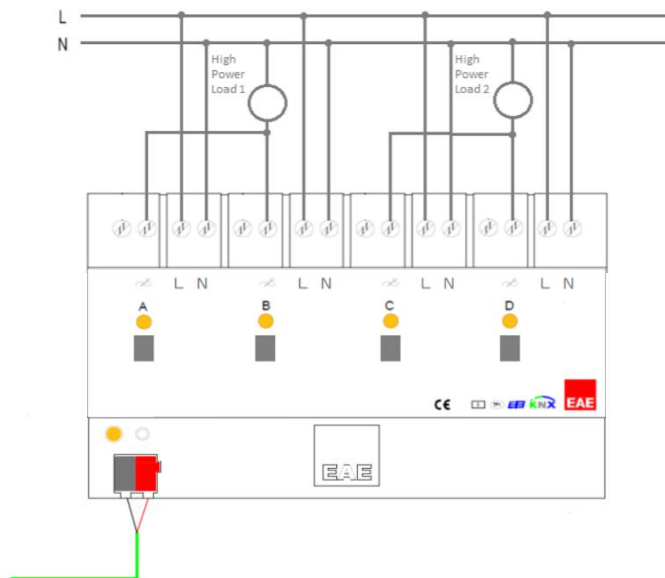 L
N
High
Power
Load 1
High
Power
Load 2
L N
L N
L N
L N
A
B
C
D
CE
KNX
EAE
EAE